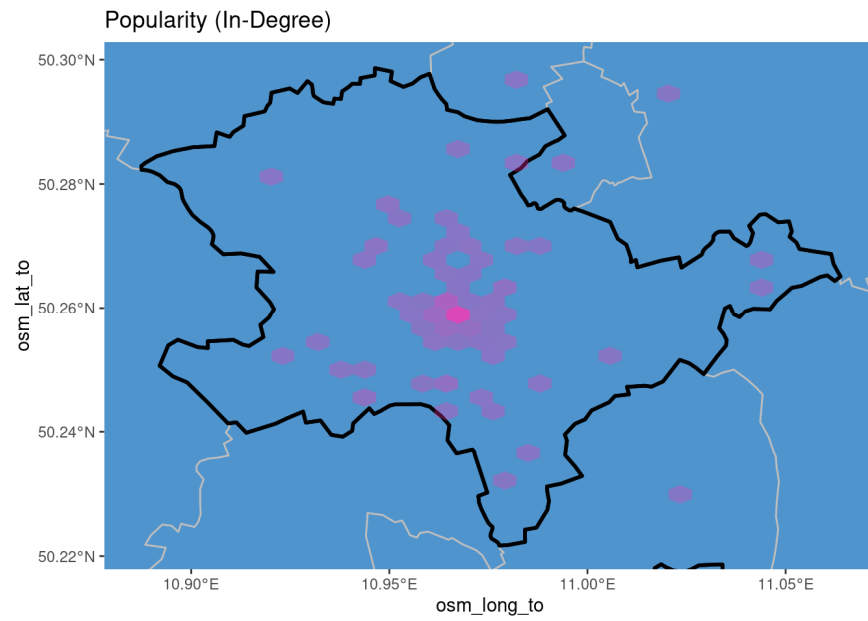 Popularity (In-Degree)
50.30°N
50.28°N
50.26°N
50.24°N
50.22°N
osm_lat_to
10.90°E 10.95°E 11.00°E 11.05°E
osm_long_to